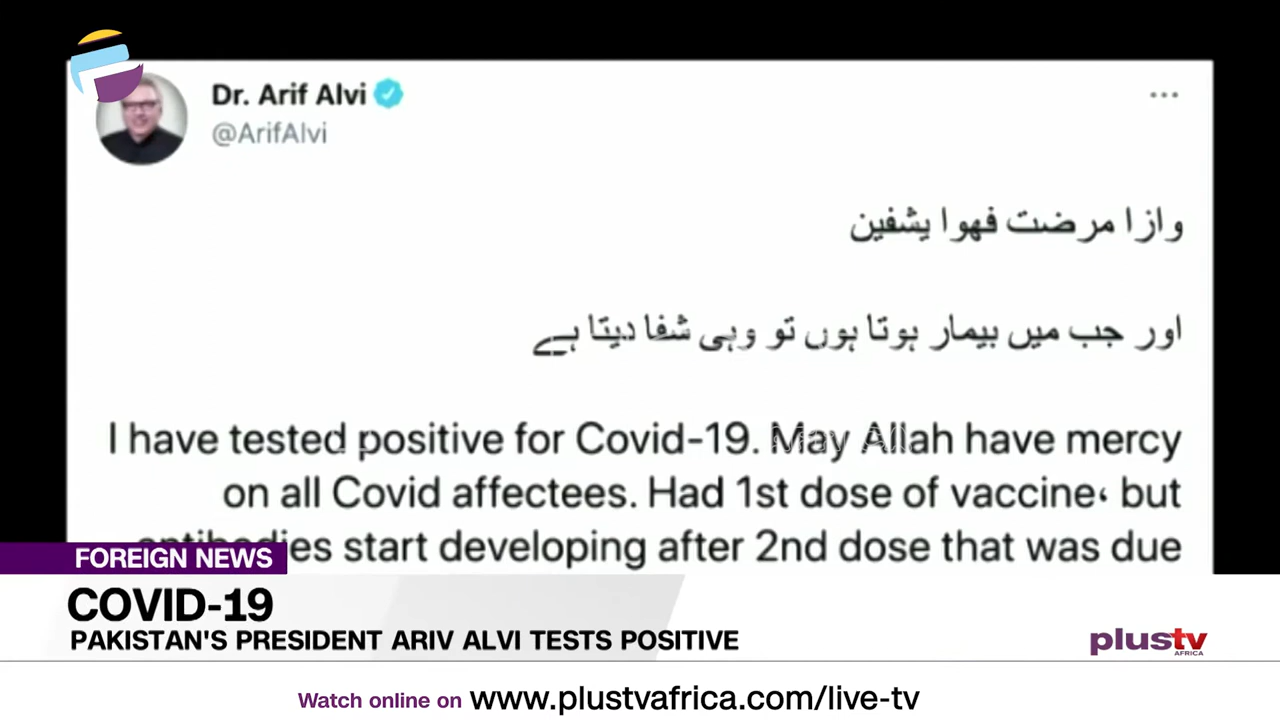 Dr. Arif Alvi
@ArifAlvi
وازا مرضت فهوا يشفين
اور جب میں بیمار ہوتا ہوں تو وہی شفا دیتا ہے
I have tested positive for Covid-19. May Allah have mercy
on all Covid affectees. Had 1st dose of vaccine، but
antibodies start developing after 2nd dose that was due
FOREIGN NEWS
COVID-19
PAKISTAN'S PRESIDENT ARIV ALVI TESTS POSITIVE
plustv
AFRICA
Watch online on www.plustvafrica.com/live-tv